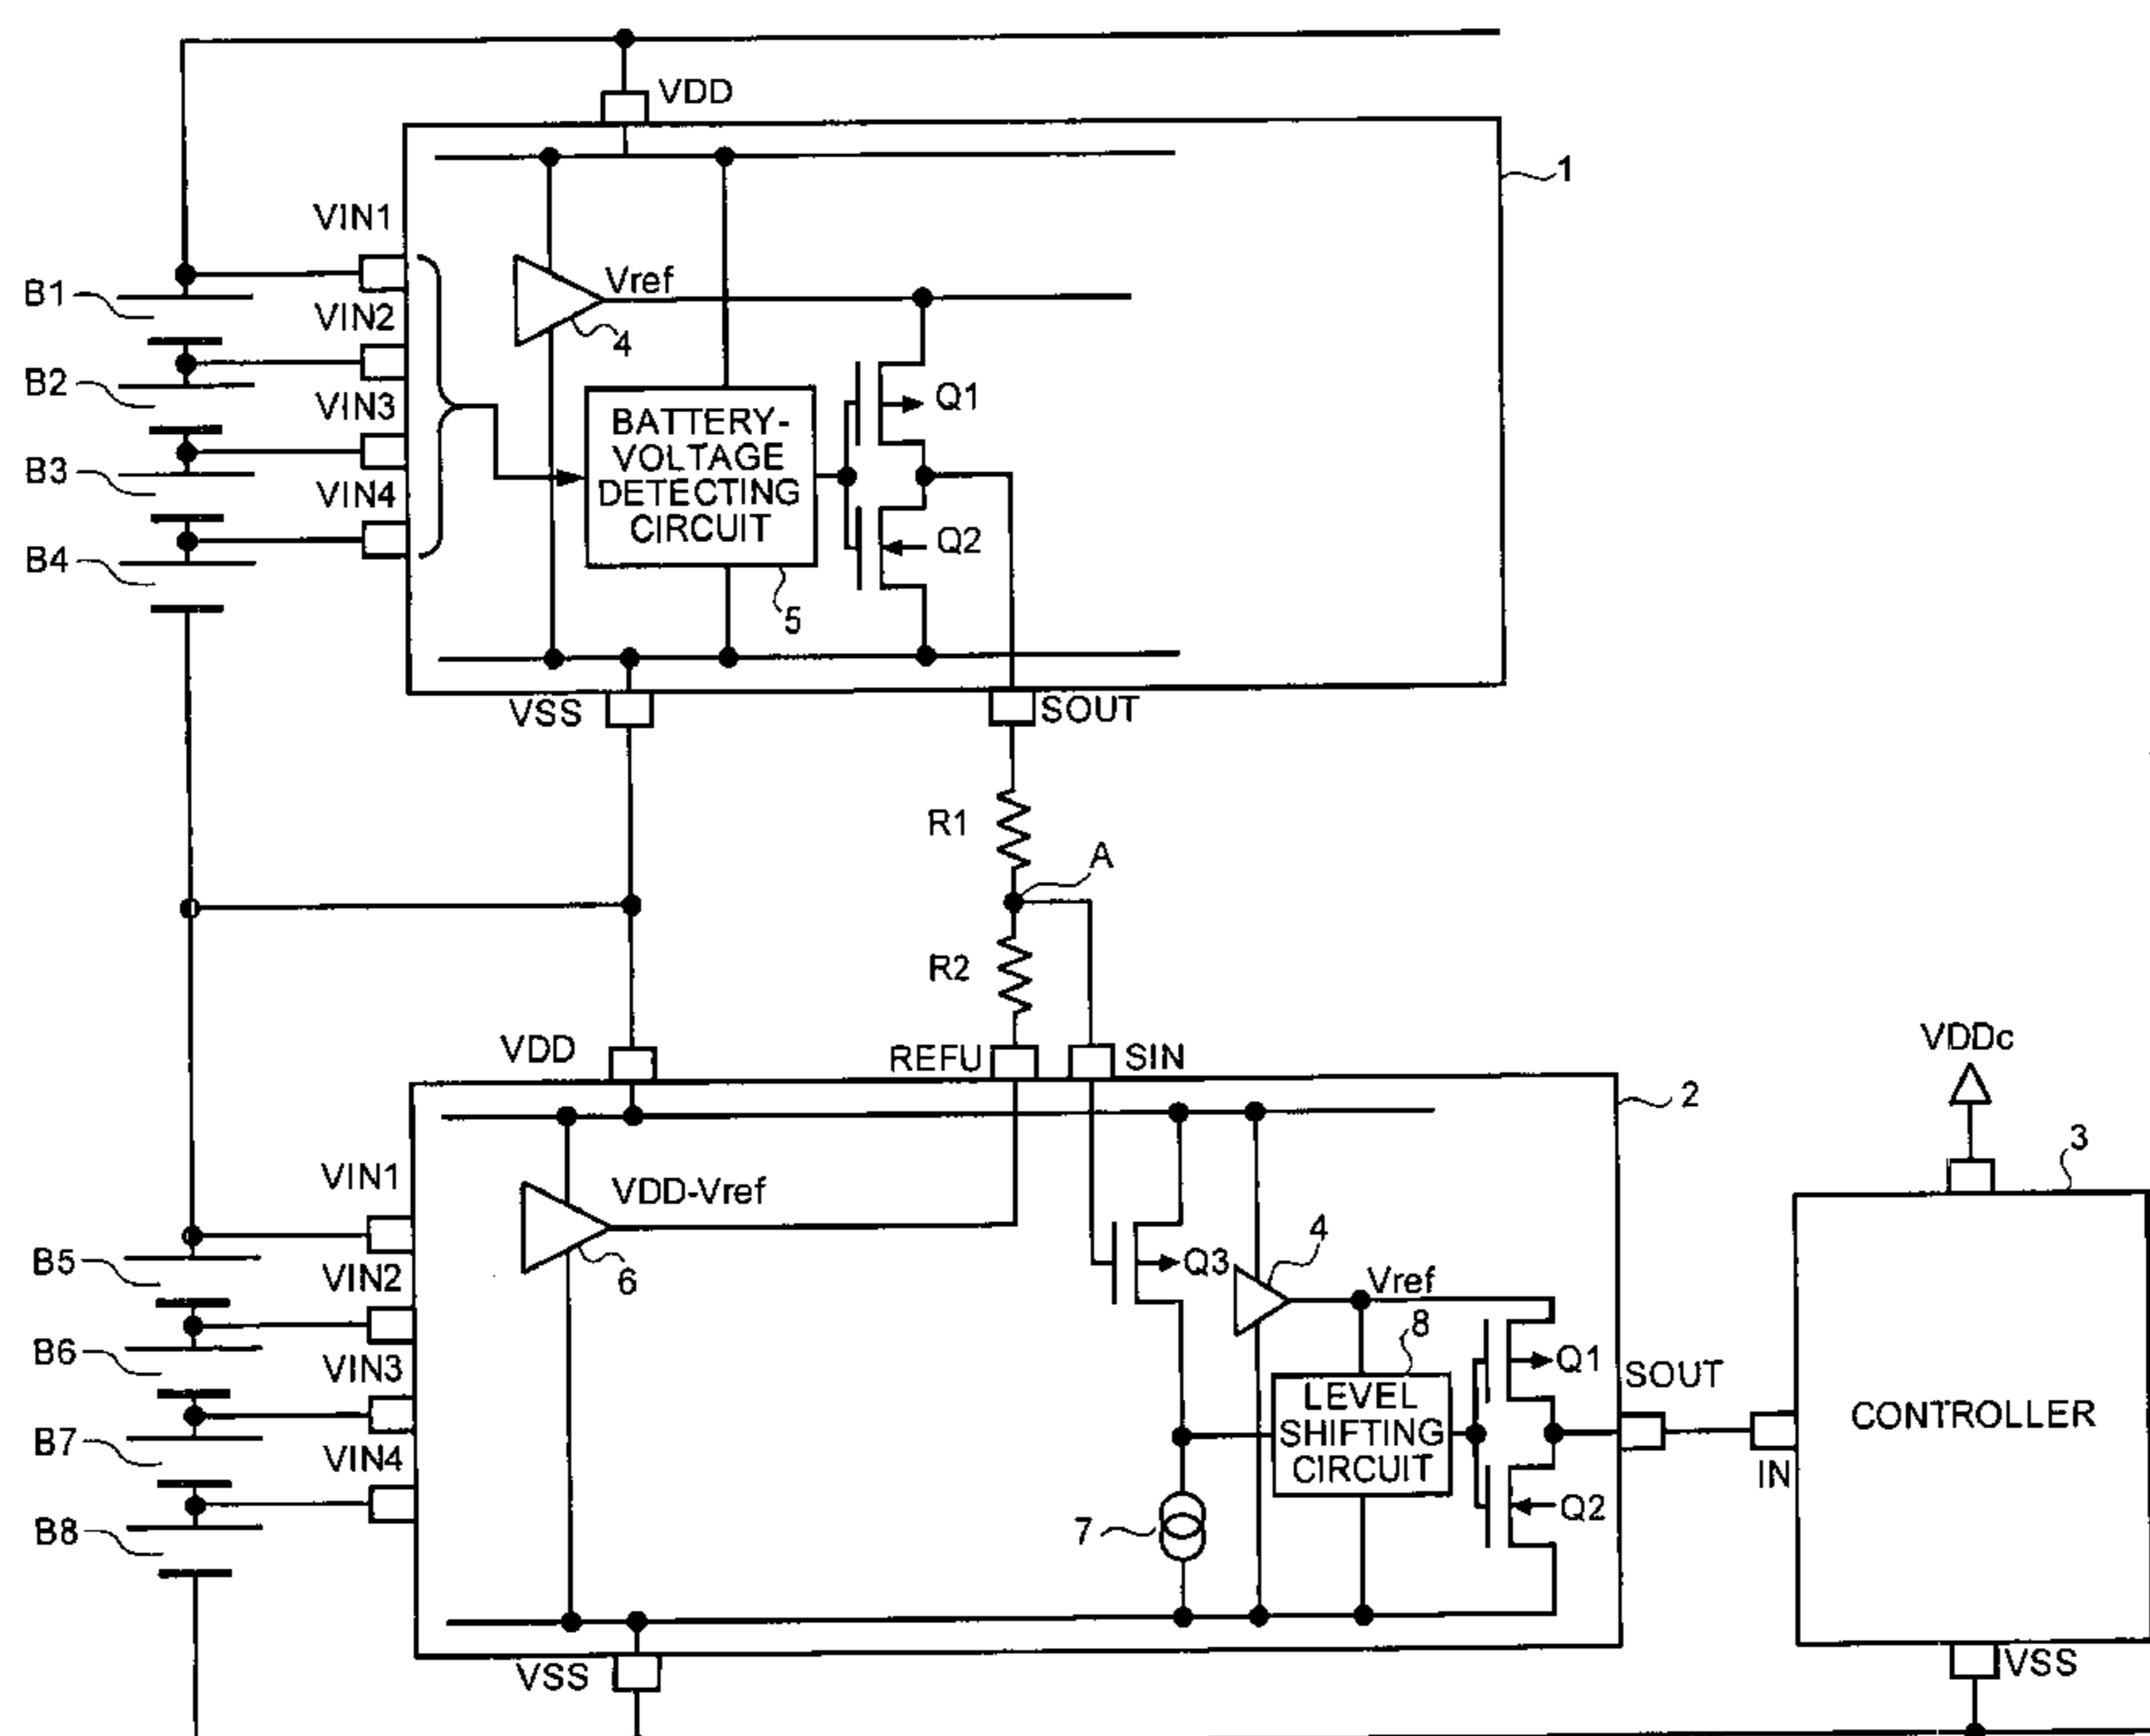 VDD
1
VIN1
B1
Vref
VIN2
4
B2
VIN3
Q1
BATTERY-
VOLTAGE
DETECTING
CIRCUIT
B3
VIN4
Q2
B4
5
VSS
SOUT
R1
A
R2
VDD
REFU
SIN
VDDc
2
3
VIN1
VDD-Vref
B5
6
Q3
4
VIN2
Vref
8
B6
VIN3
Q1
SOUT
LEVEL
SHIFTING
CIRCUIT
CONTROLLER
B7
VIN4
IN
B8
7
Q2
VSS
VSS